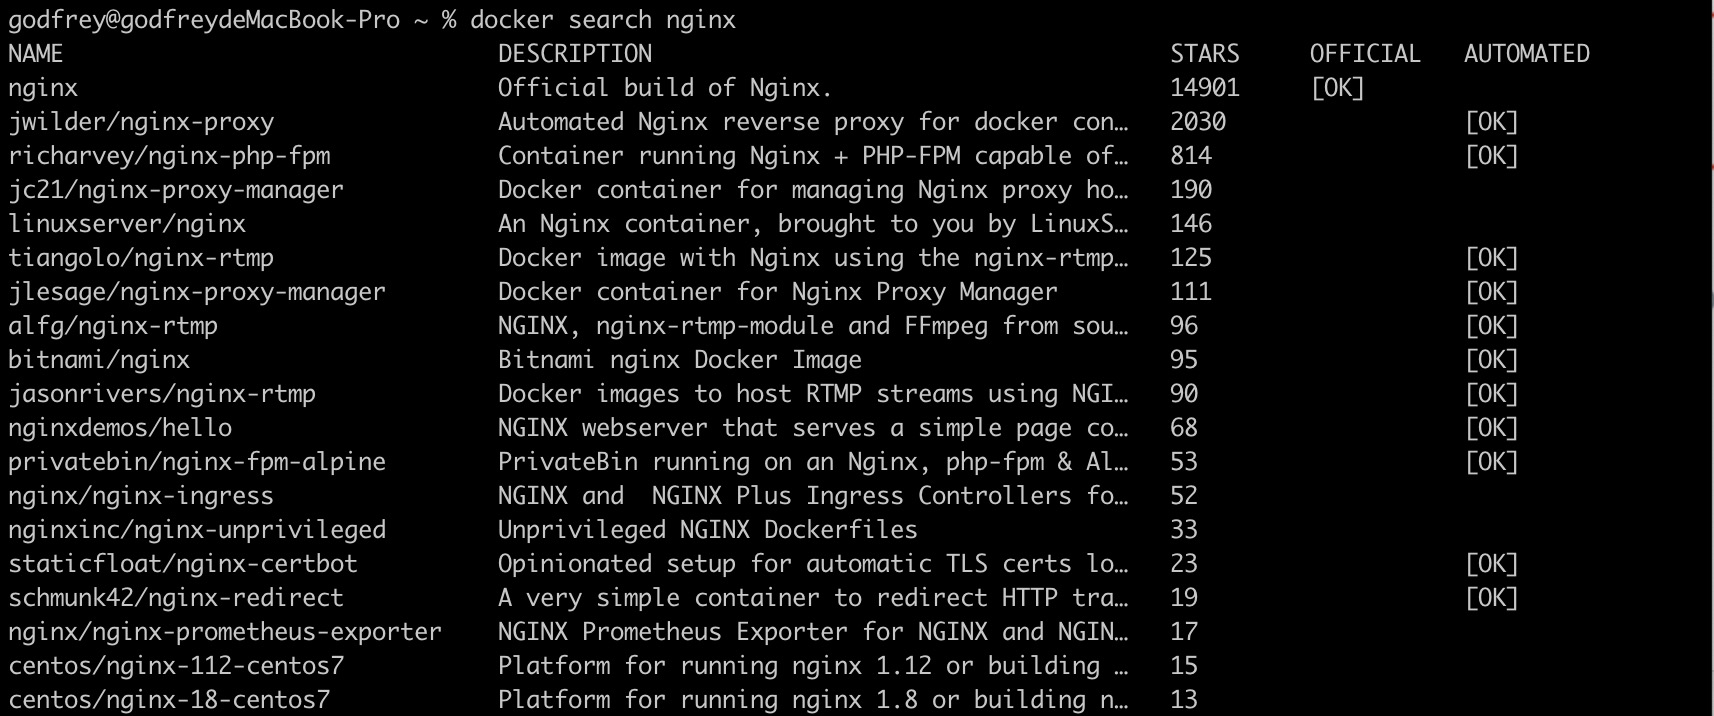 godfrey@godfreydeMacBook-Pro ~ % docker search nginx
NAME DESCRIPTION STARS OFFICIAL AUTOMATED
nginx Official build of Nginx. 14901 [OK]
jwilder/nginx-proxy Automated Nginx reverse proxy for docker con… 2030 [OK]
richarvey/nginx-php-fpm Container running Nginx + PHP-FPM capable of… 814 [OK]
jc21/nginx-proxy-manager Docker container for managing Nginx proxy ho… 190
linuxserver/nginx An Nginx container, brought to you by LinuxS… 146
tiangolo/nginx-rtmp Docker image with Nginx using the nginx-rtmp… 125 [OK]
jlesage/nginx-proxy-manager Docker container for Nginx Proxy Manager 111 [OK]
alfg/nginx-rtmp NGINX, nginx-rtmp-module and FFmpeg from sou… 96 [OK]
bitnami/nginx Bitnami nginx Docker Image 95 [OK]
jasonrivers/nginx-rtmp Docker images to host RTMP streams using NGI… 90 [OK]
nginxdemos/hello NGINX webserver that serves a simple page co… 68 [OK]
privatebin/nginx-fpm-alpine PrivateBin running on an Nginx, php-fpm & Al… 53 [OK]
nginx/nginx-ingress NGINX and  NGINX Plus Ingress Controllers fo… 52
nginxinc/nginx-unprivileged Unprivileged NGINX Dockerfiles 33
staticfloat/nginx-certbot Opinionated setup for automatic TLS certs lo… 23 [OK]
schmunk42/nginx-redirect A very simple container to redirect HTTP tra… 19 [OK]
nginx/nginx-prometheus-exporter NGINX Prometheus Exporter for NGINX and NGIN… 17
centos/nginx-112-centos7 Platform for running nginx 1.12 or building … 15
centos/nginx-18-centos7 Platform for running nginx 1.8 or building n… 13